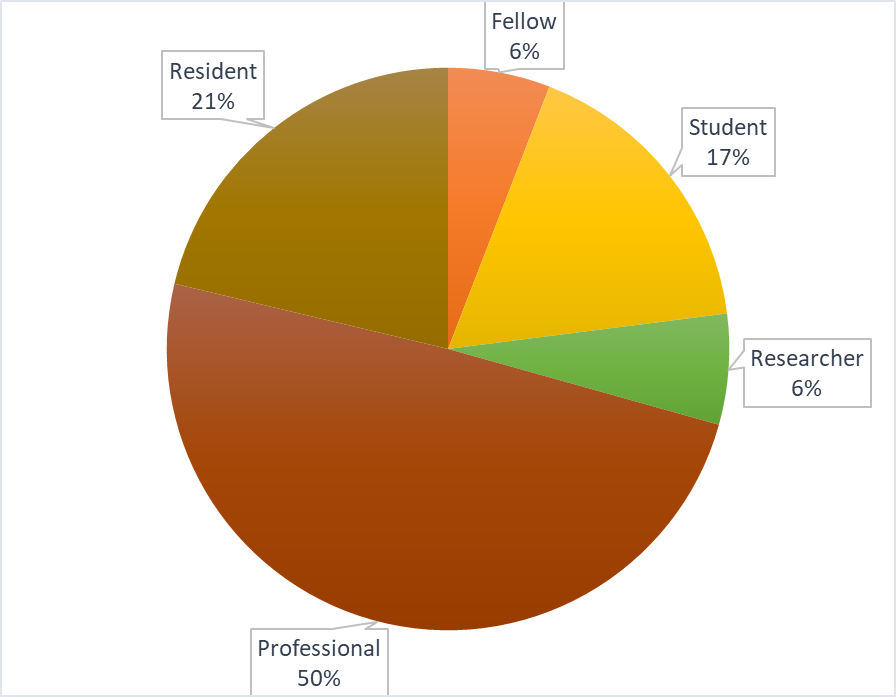 Fellow
6%
Resident
21%
Student
17%
Researcher
6%
Professional
50%